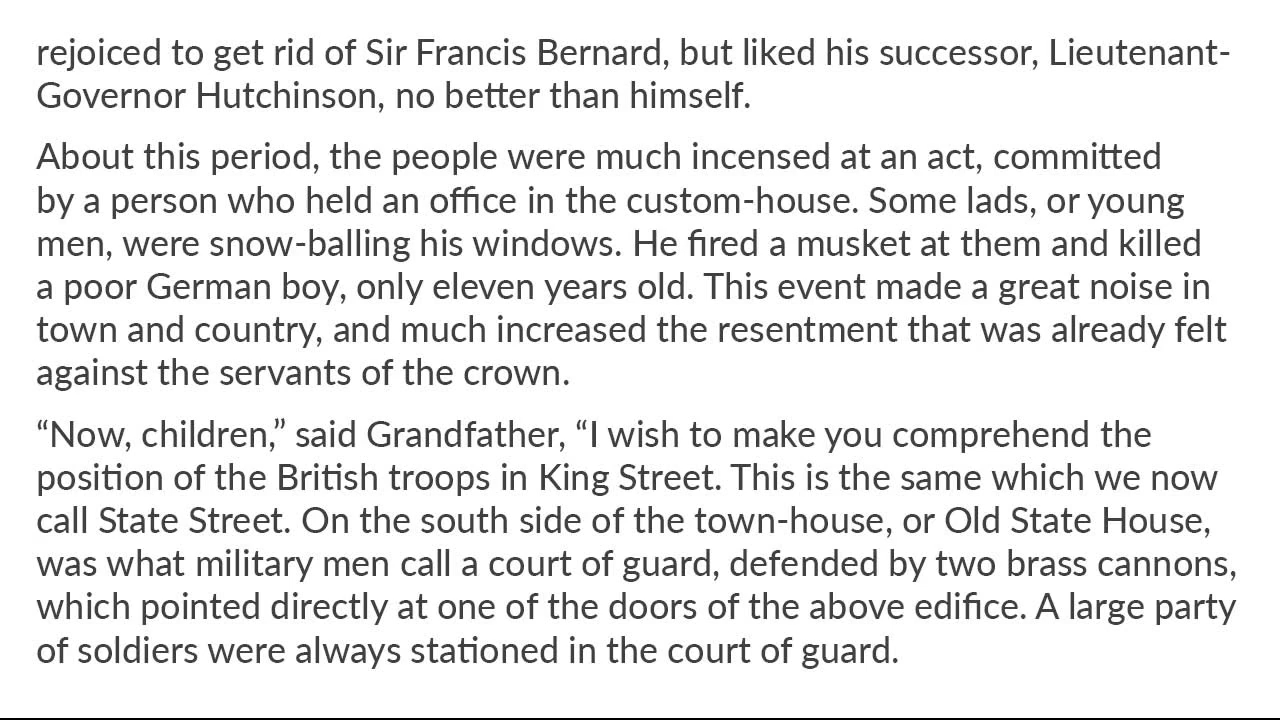 rejoiced to get rid of Sir Francis Bernard, but liked his successor, Lieutenant-
Governor Hutchinson, no better than himself.
About this period, the people were much incensed at an act, committed
by a person who held an office in the custom-house. Some lads, or young
men, were snow-balling his windows. He fired a musket at them and killed
a poor German boy, only eleven years old. This event made a great noise in
town and country, and much increased the resentment that was already felt
against the servants of the crown.
“Now, children,” said Grandfather, “I wish to make you comprehend the
position of the British troops in King Street. This is the same which we now
call State Street. On the south side of the town-house, or Old State House,
was what military men call a court of guard, defended by two brass cannons,
which pointed directly at one of the doors of the above edifice. A large party
of soldiers were always stationed in the court of guard.